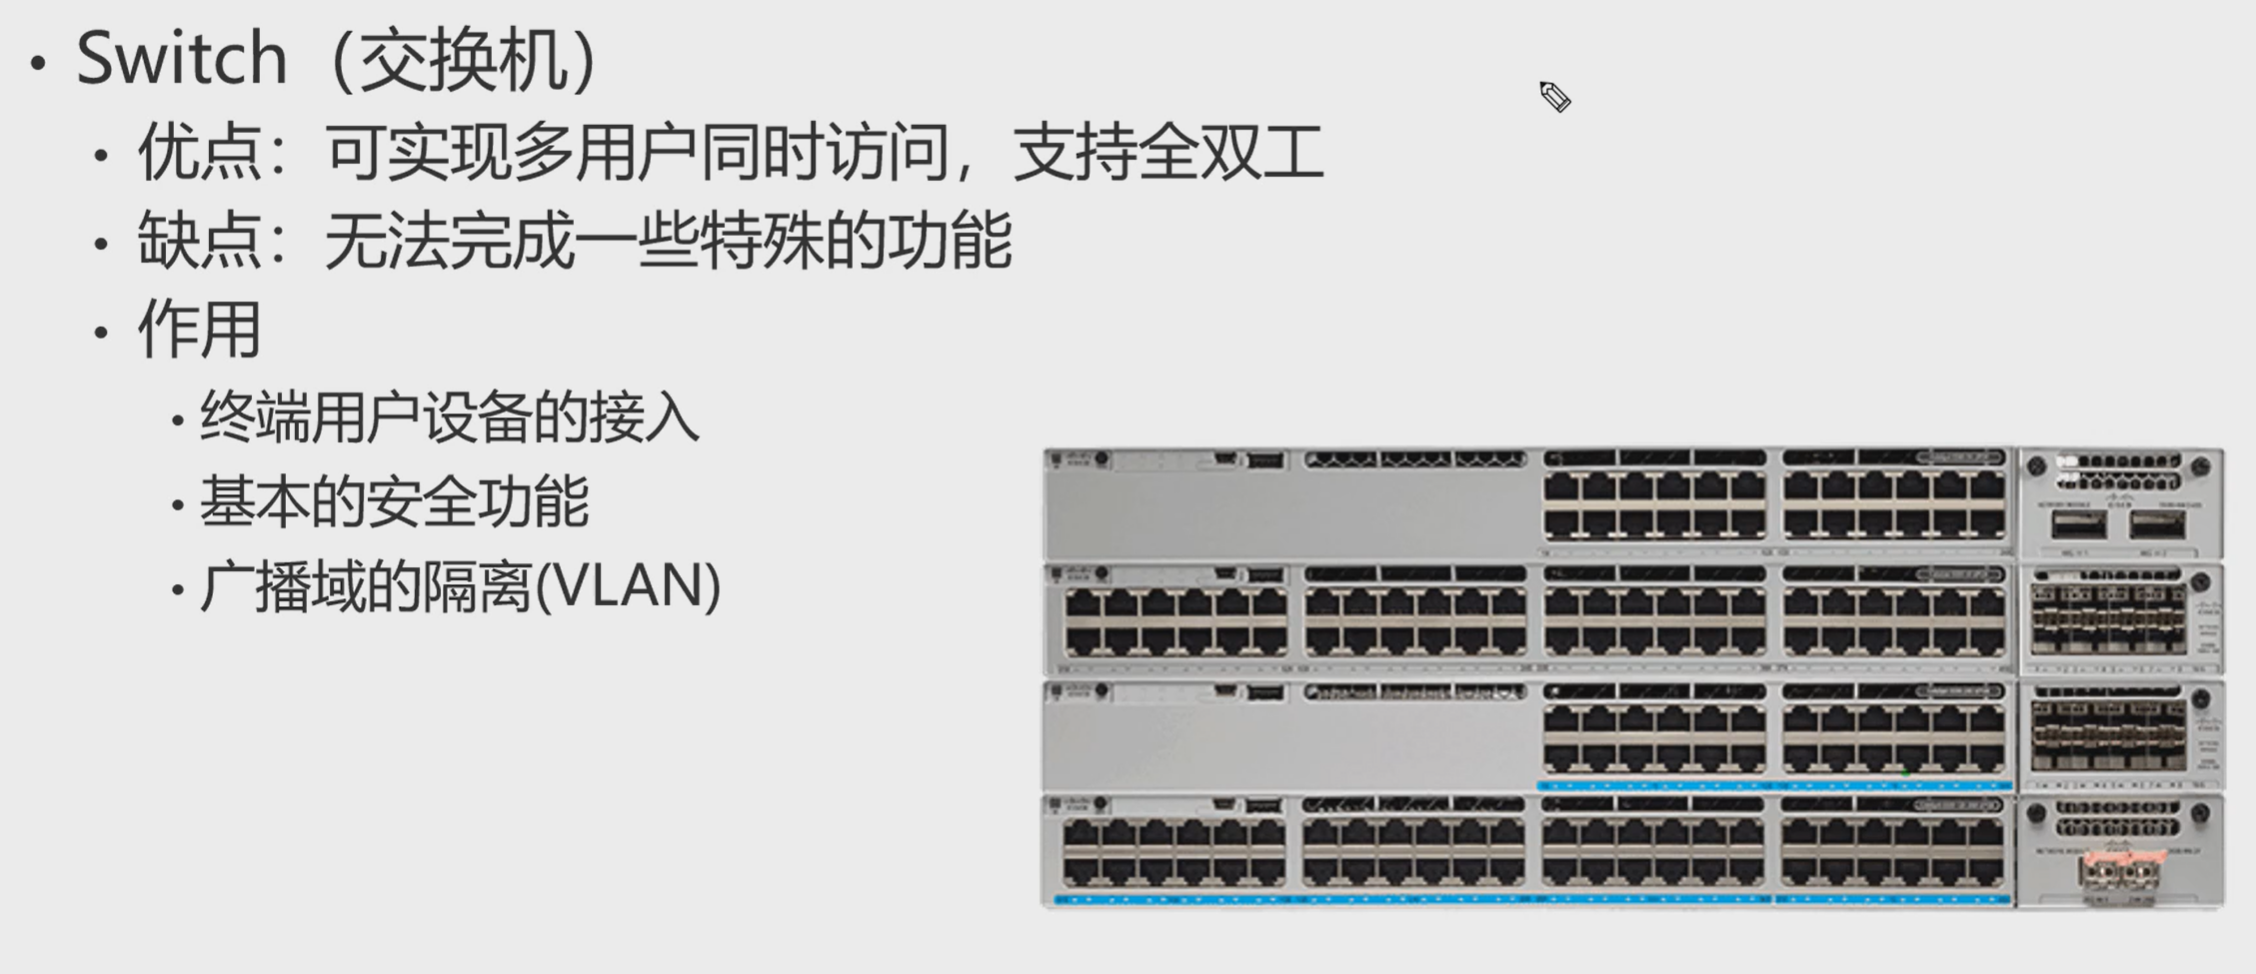 Switch（交换机）
优点：可实现多用户同时访问，支持全双工
缺点：无法完成一些特殊的功能
作用
终端用户设备的接入
基本的安全功能
广播域的隔离(VLAN)